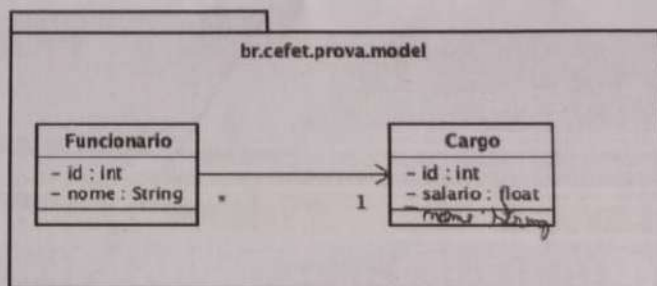 br.cefet.prova.model
Funcionario
- id : int
- nome : String
*
1
Cargo
- id : int
- salario : float
- nome : String